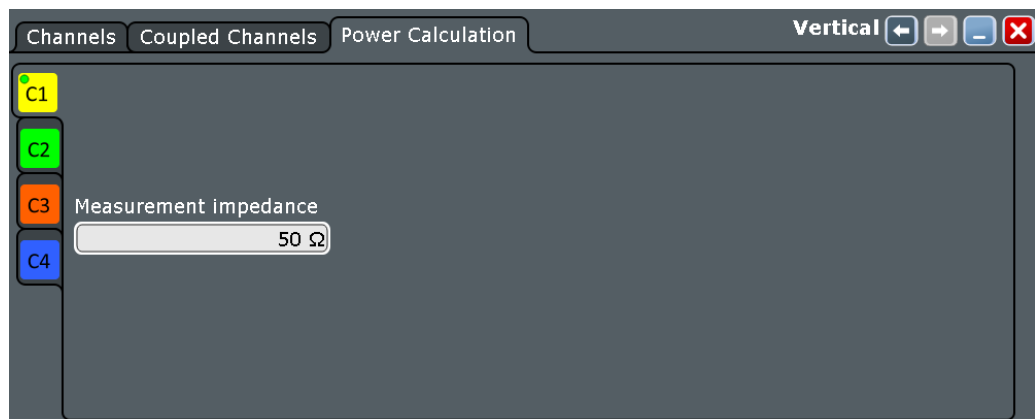 Channels Coupled Channels Power Calculation Vertical
C1
C2
C3
C4
Measurement impedance
50 Ω